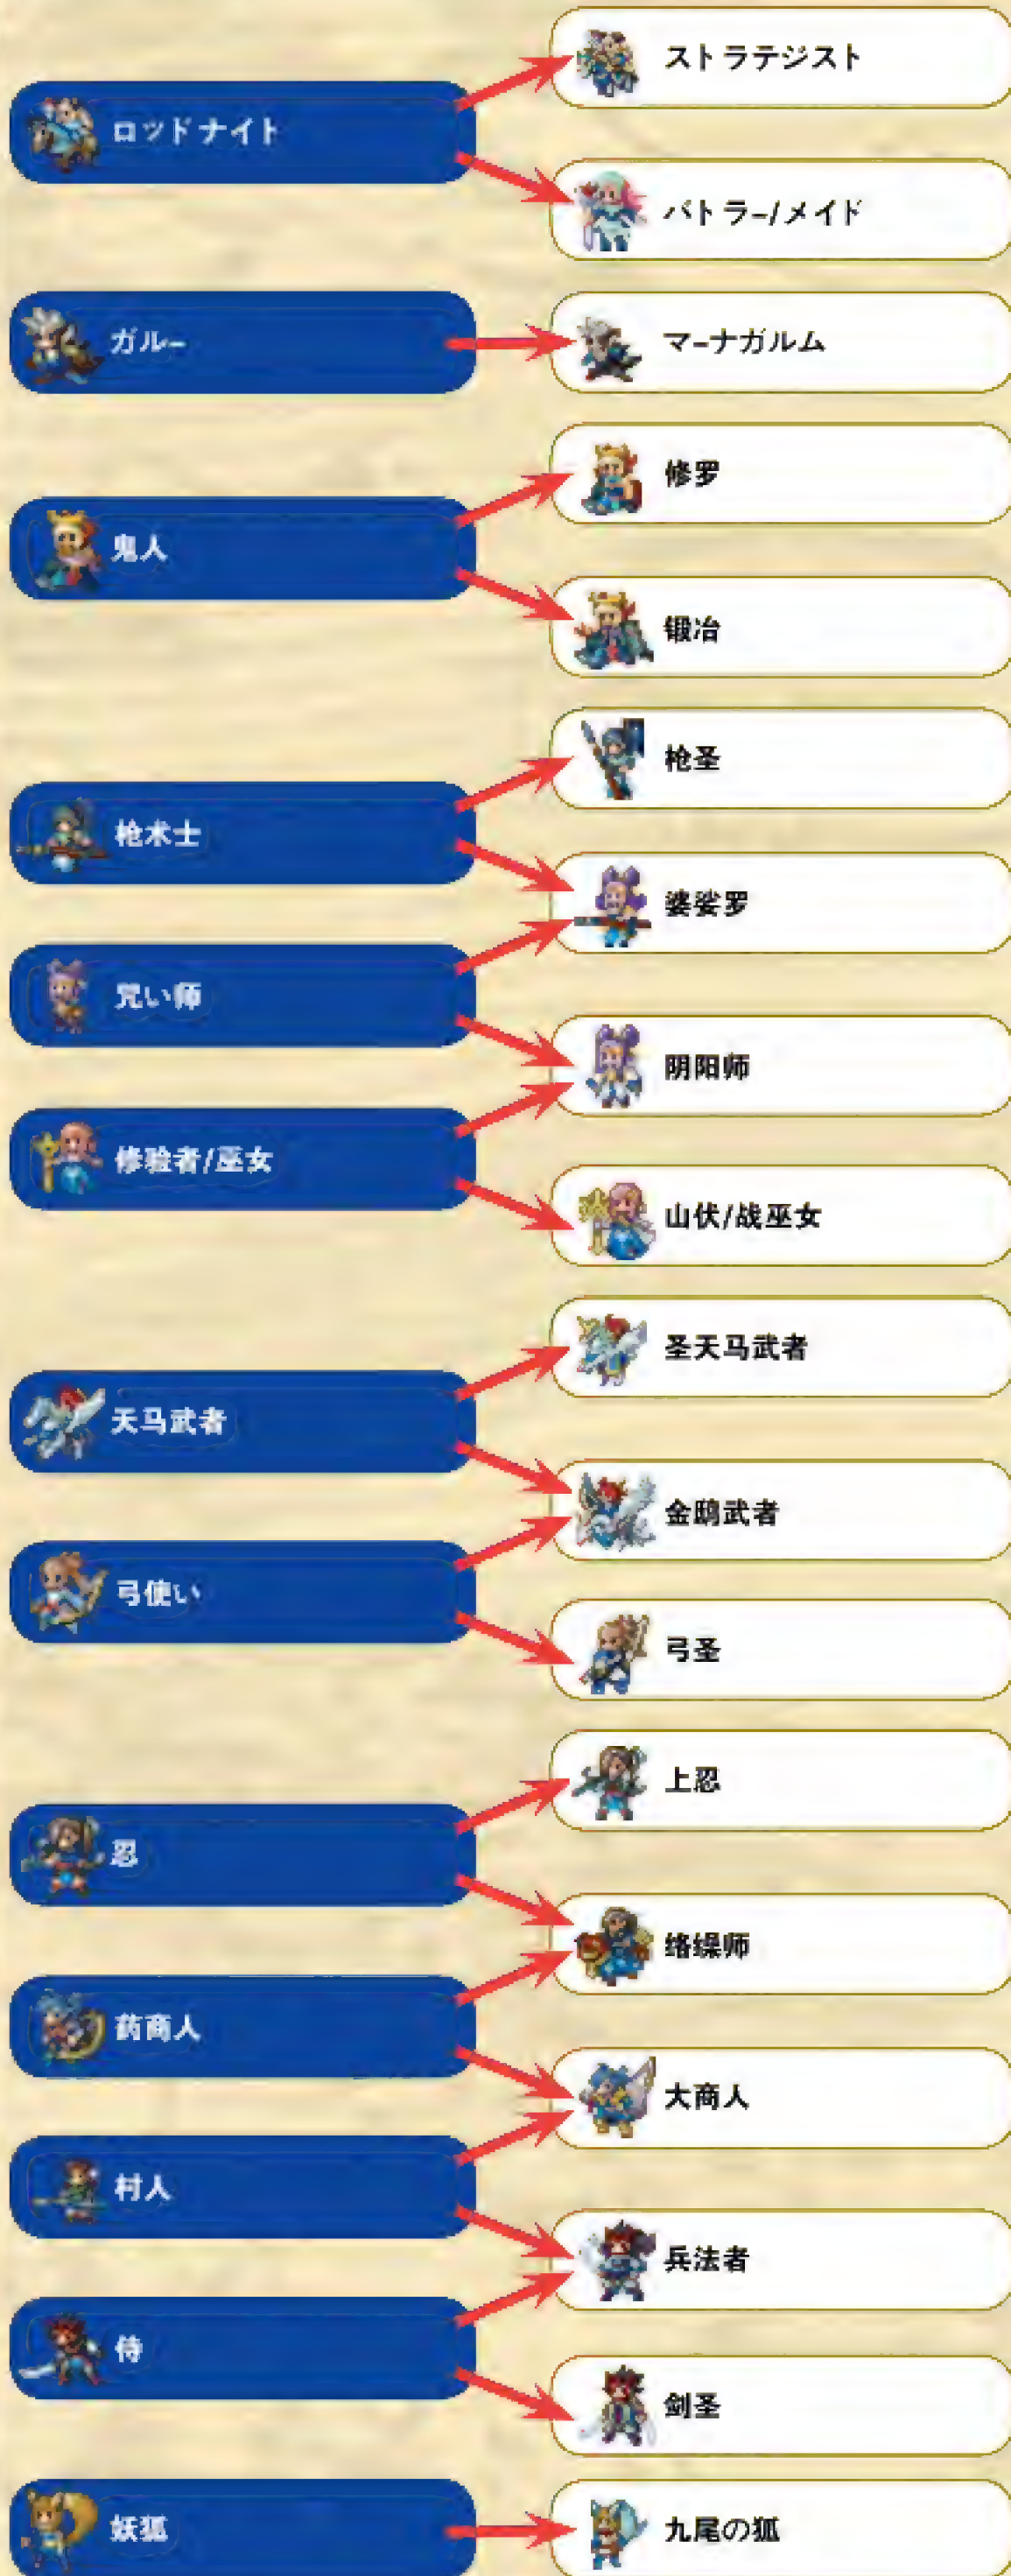 ストラテジスト
ロッドナイト
バトラー/メイド
ガルー
マーナガルム
修罗
鬼人
锻冶
枪圣
枪术士
婆娑罗
咒い师
阴阳师
修验者/巫女
山伏/战巫女
圣天马武者
天马武者
金鵄武者
弓使い
弓圣
上忍
忍
络缲师
药商人
大商人
村人
兵法者
侍
剑圣
妖狐
九尾の狐